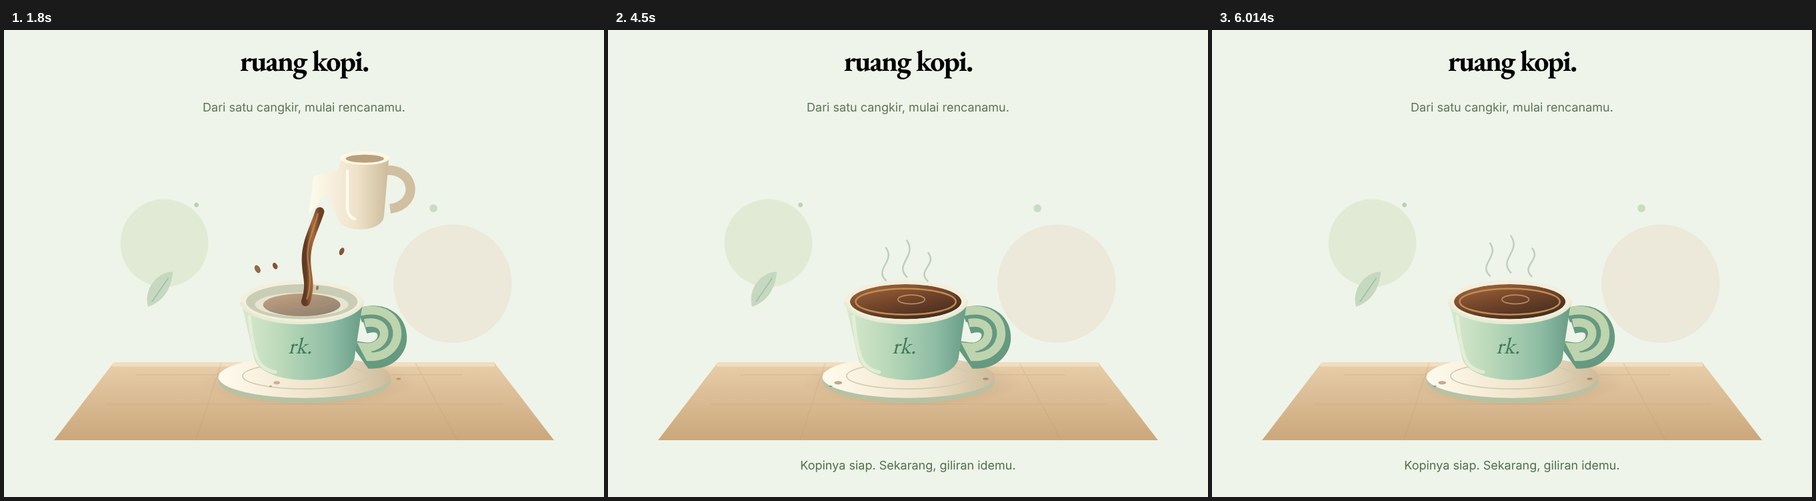 1. 1.8s
ruang kopi.
Dari satu cangkir, mulai rencanamu.
rk.
2. 4.5s
ruang kopi.
Dari satu cangkir, mulai rencanamu.
rk.
Kopinya siap. Sekarang, giliran idemu.
3. 6.014s
ruang kopi.
Dari satu cangkir, mulai rencanamu.
rk.
Kopinya siap. Sekarang, giliran idemu.